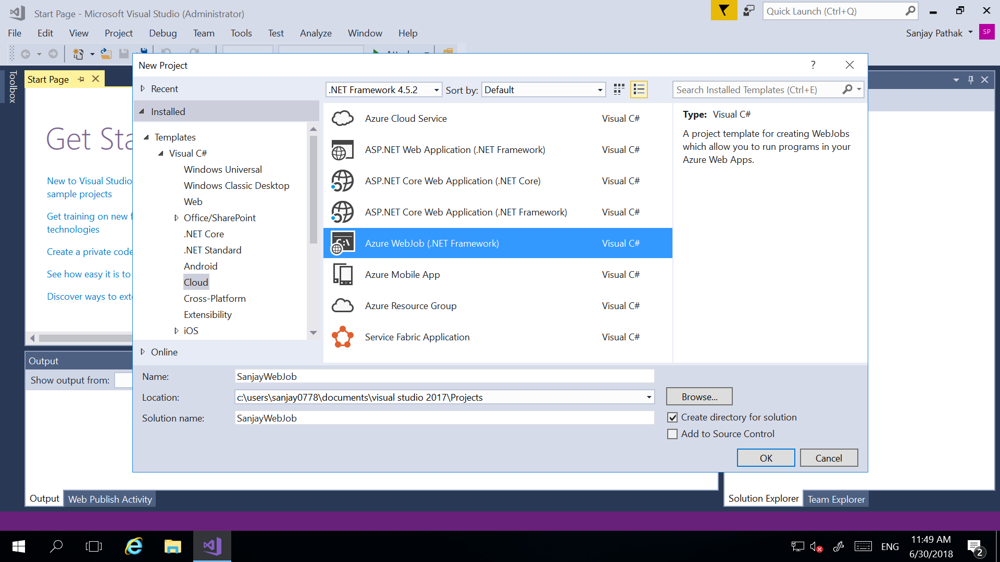 Start Page - Microsoft Visual Studio (Administrator)
Quick Launch (Ctrl+Q)
File Edit View Project Debug Team Tools Test Analyze Window Help
Sanjay Pathak
SP
Toolbox
Start Page
Get Sta
New to Visual Studio
sample projects
Get training on new f
technologies
Create a private code
See how easy it is to
Discover ways to exte
New Project
?
Recent
Installed
Templates
Visual C#
Windows Universal
Windows Classic Desktop
Web
Office/SharePoint
.NET Core
.NET Standard
Android
Cloud
Cross-Platform
Extensibility
iOS
Online
.NET Framework 4.5.2
Sort by: Default
Search Installed Templates (Ctrl+E)
Azure Cloud Service Visual C#
ASP.NET Web Application (.NET Framework) Visual C#
ASP.NET Core Web Application (.NET Core) Visual C#
ASP.NET Core Web Application (.NET Framework) Visual C#
Azure WebJob (.NET Framework) Visual C#
Azure Mobile App Visual C#
Azure Resource Group Visual C#
Service Fabric Application Visual C#
Type: Visual C#
A project template for creating WebJobs
which allow you to run programs in your
Azure Web Apps.
Name: SanjayWebJob
Location: c:\users\sanjay0778\documents\visual studio 2017\Projects
Browse...
Solution name: SanjayWebJob
Create directory for solution
Add to Source Control
OK Cancel
Output
Show output from:
Output Web Publish Activity
Solution Explorer Team Explorer
ENG
11:49 AM
6/30/2018
2